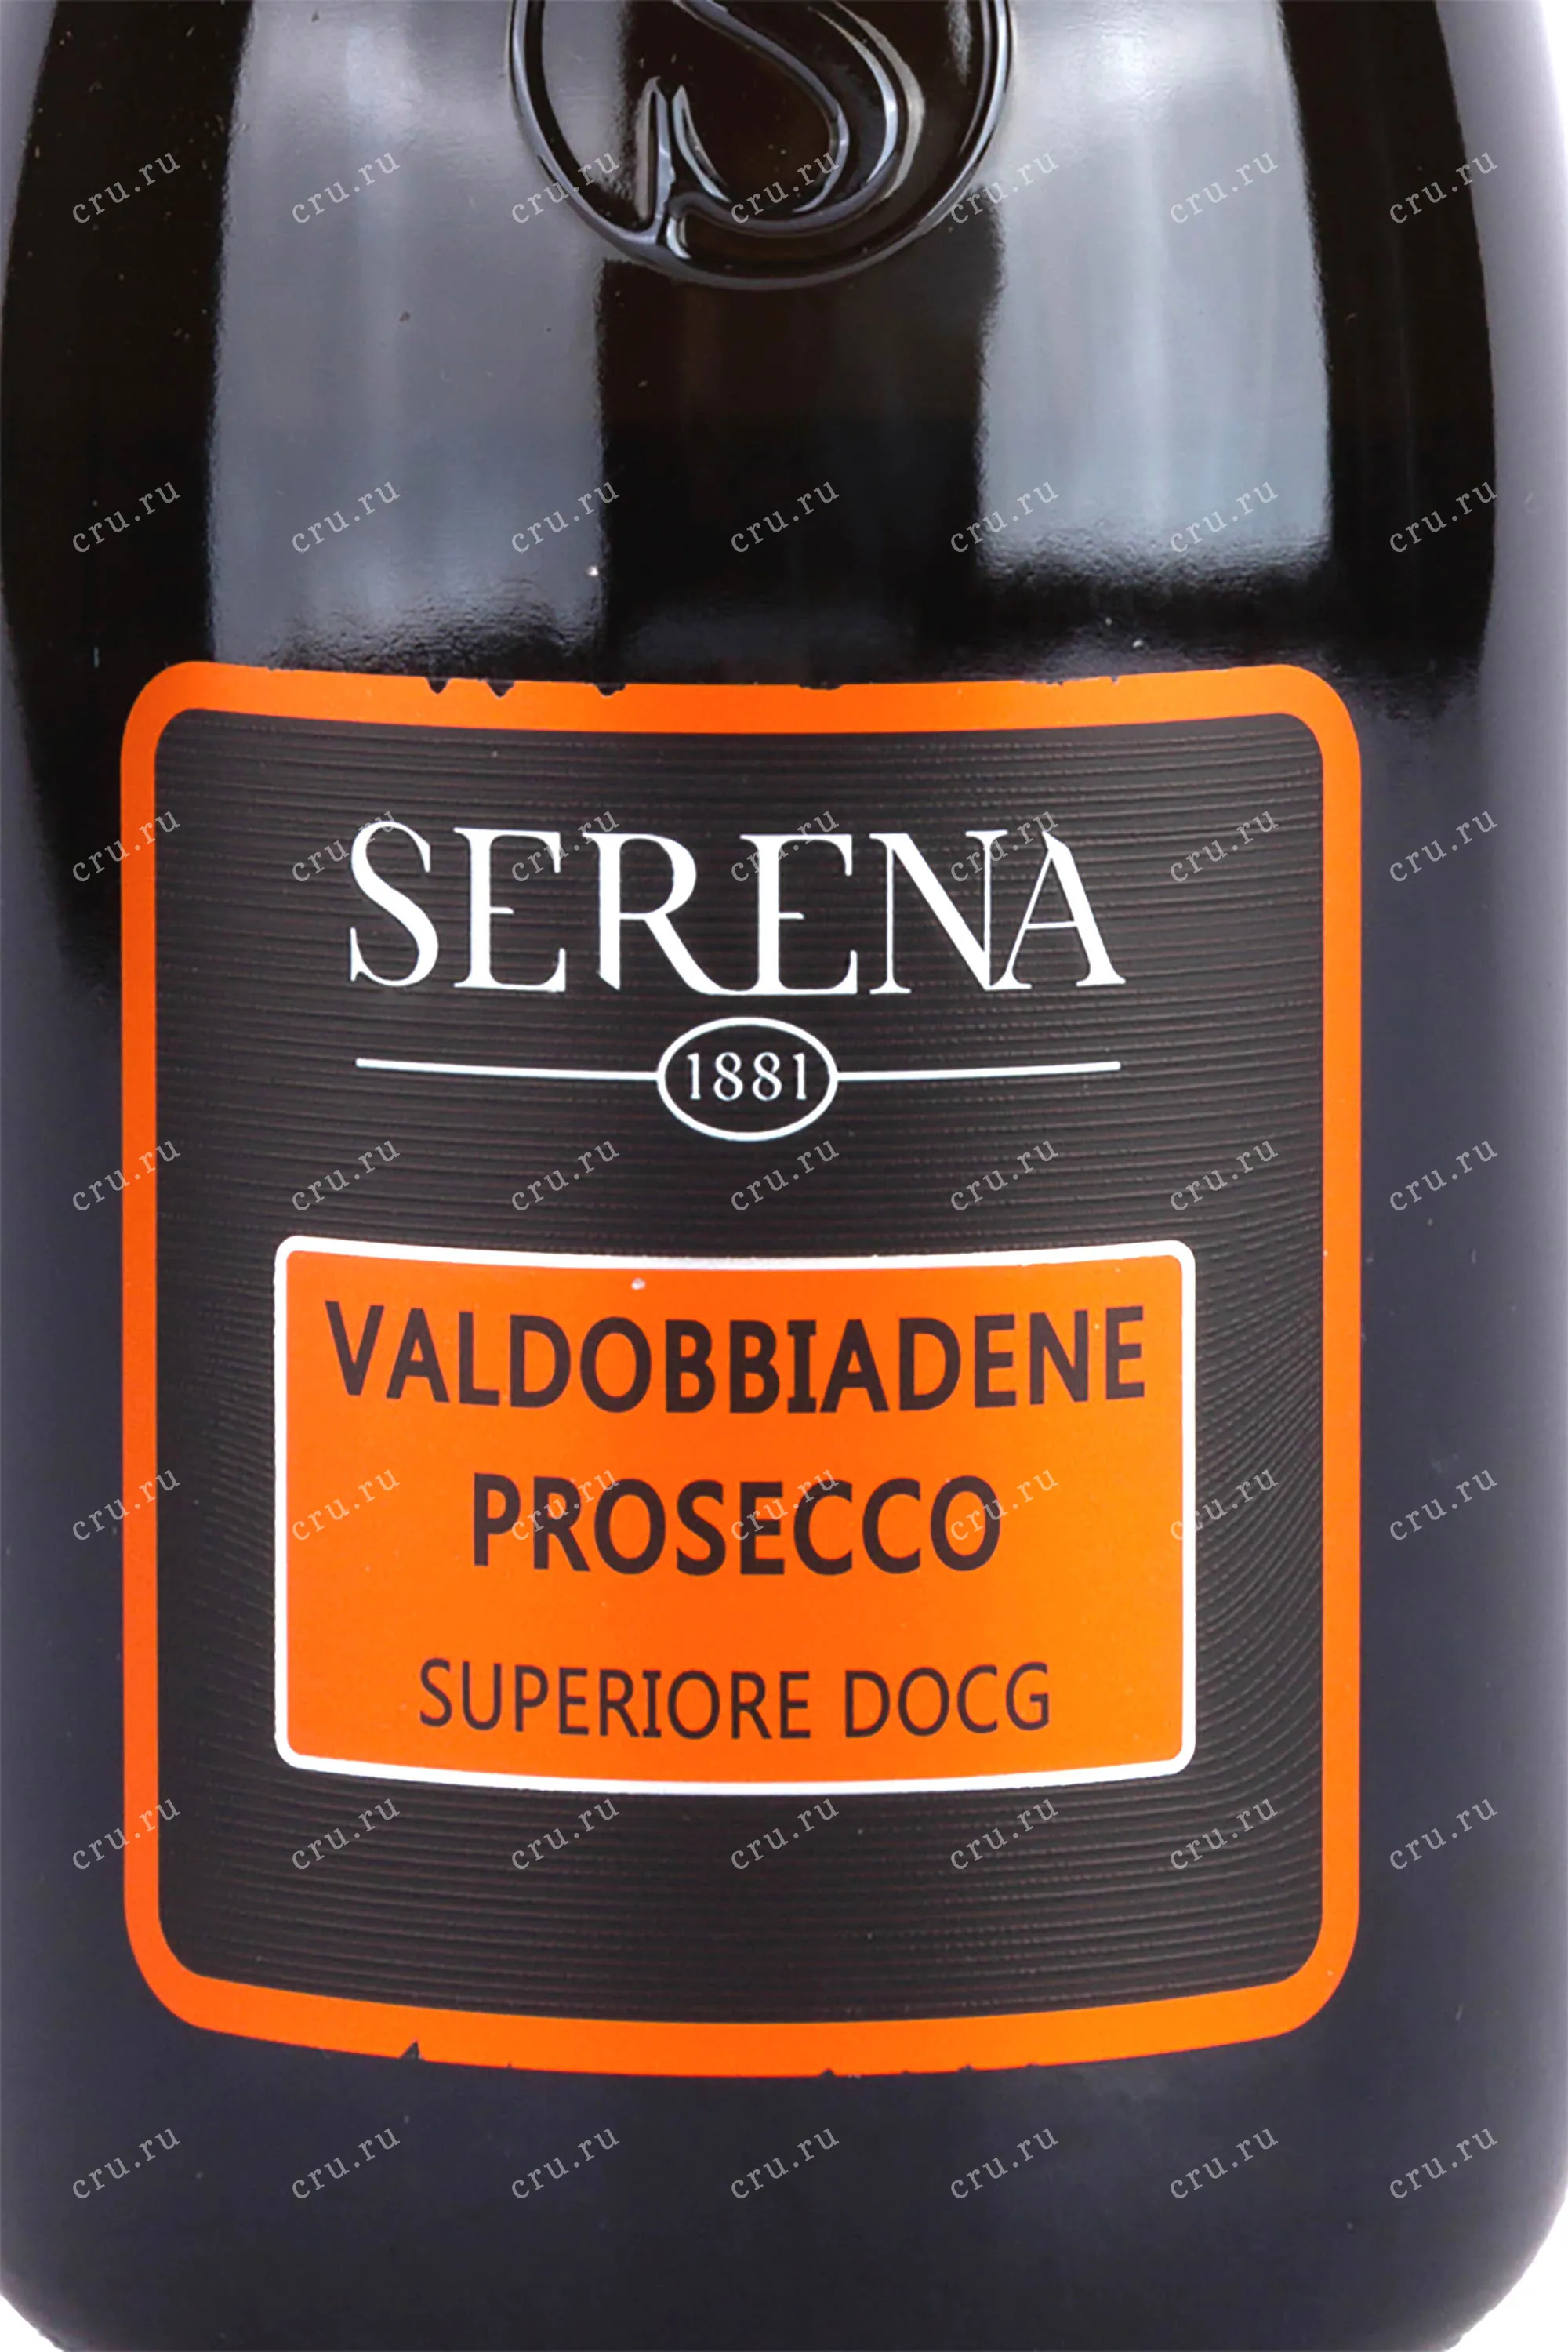 SERENA
1881
VALDOBBIADENE
PROSECCO
SUPERIORE DOCG
cru.ru